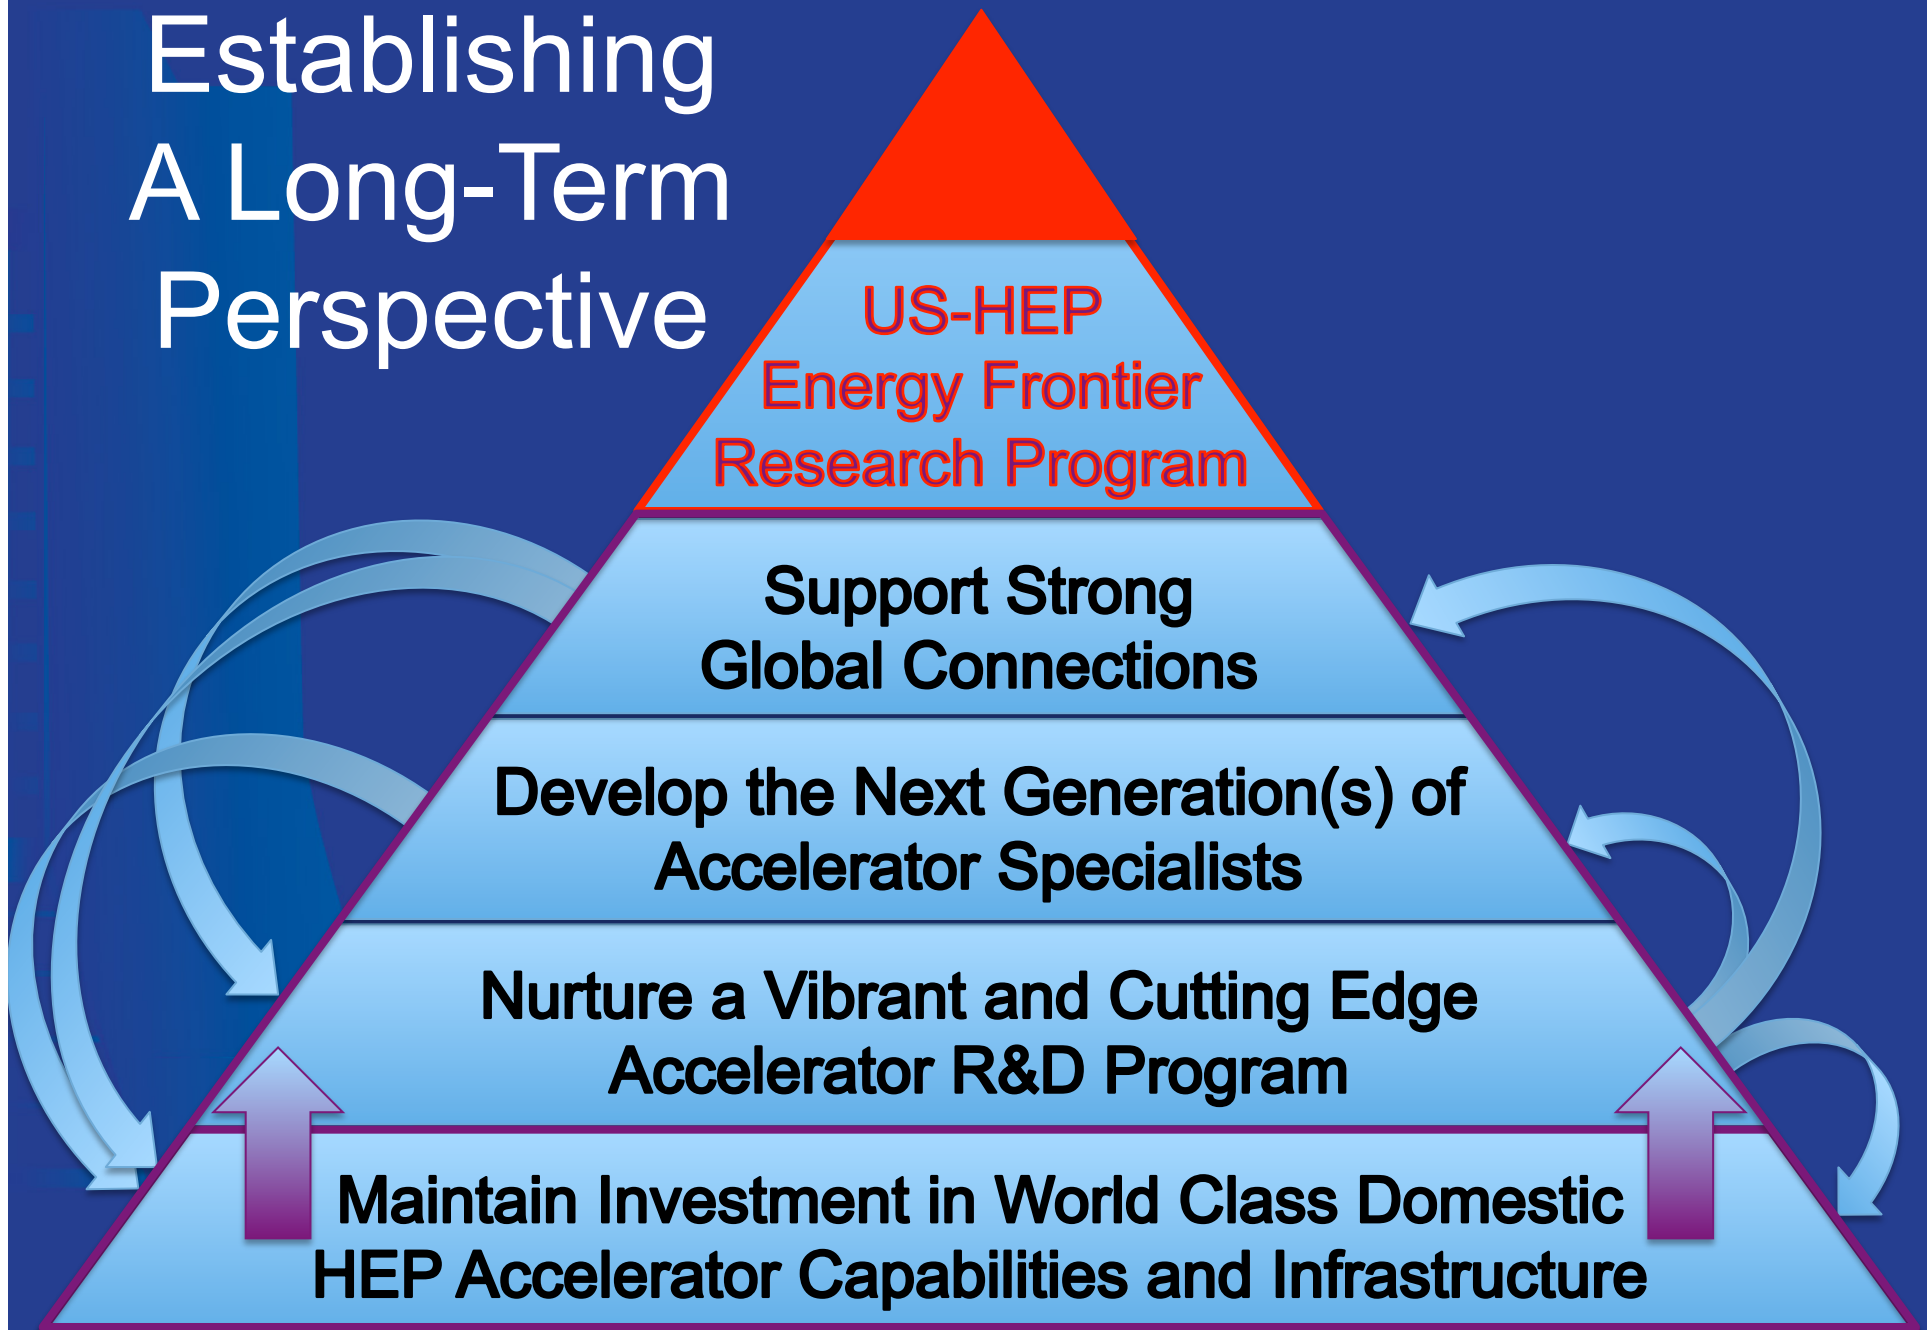 Establishing
A Long-Term
Perspective
US-HEP
Energy Frontier
Research Program
Support Strong
Global Connections
Develop the Next Generation(s) of
Accelerator Specialists
Nurture a Vibrant and Cutting Edge
Accelerator R&D Program
Maintain Investment in World Class Domestic
HEP Accelerator Capabilities and Infrastructure